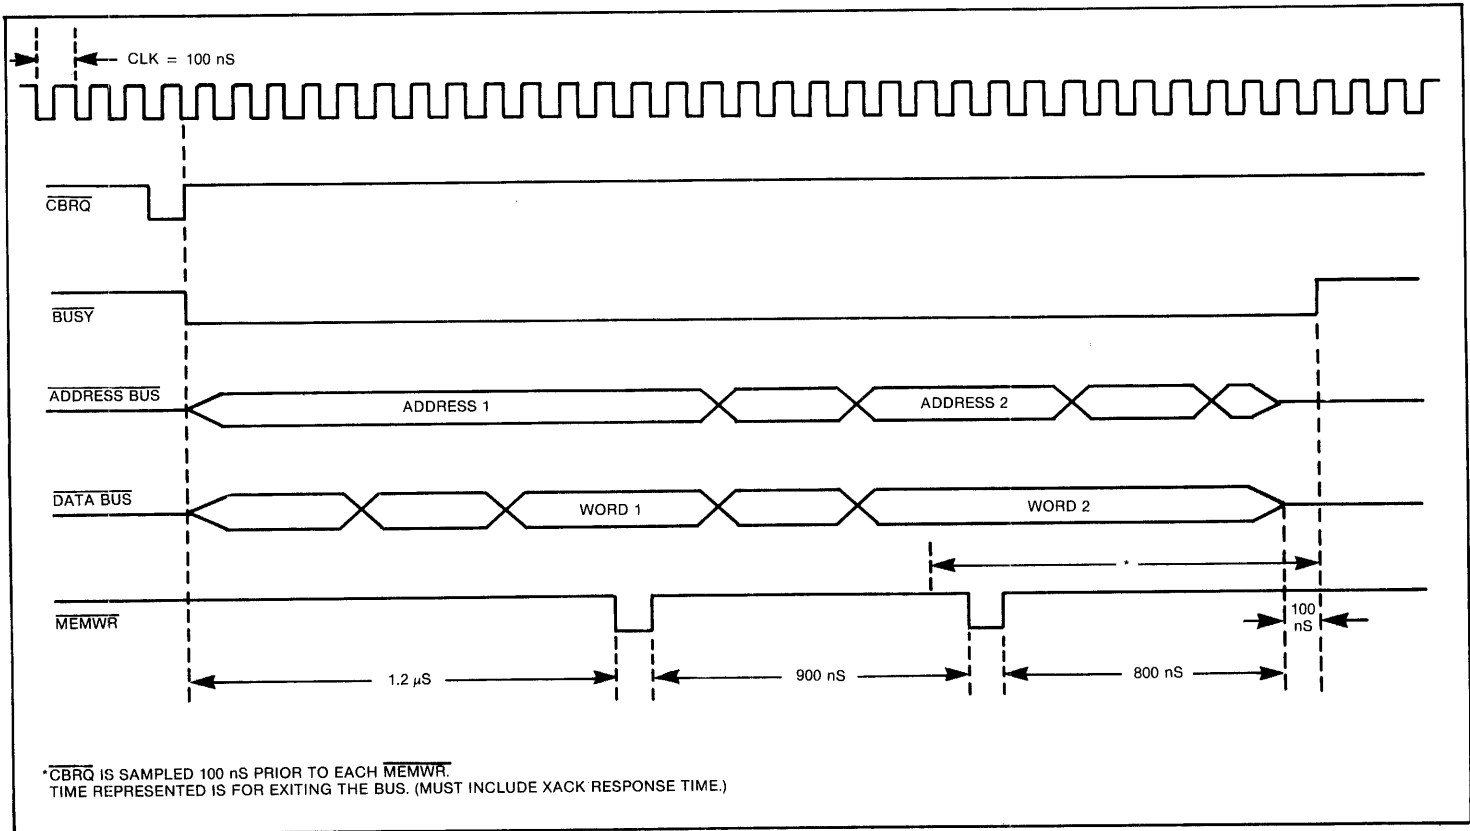 CLK = 100 nS
CBRQ
BUSY
ADDRESS BUS
ADDRESS 1
ADDRESS 2
DATA BUS
WORD 1
WORD 2
*
MEMWR
100
nS
1.2 µS
900 nS
800 nS
*CBRQ IS SAMPLED 100 nS PRIOR TO EACH MEMWR.
TIME REPRESENTED IS FOR EXITING THE BUS. (MUST INCLUDE XACK RESPONSE TIME.)